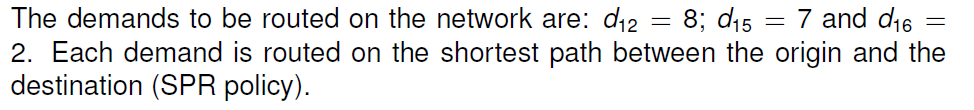 The demands to be routed on the network are: d12 = 8; d15 = 7 and d16 =
2. Each demand is routed on the shortest path between the origin and the
destination (SPR policy).